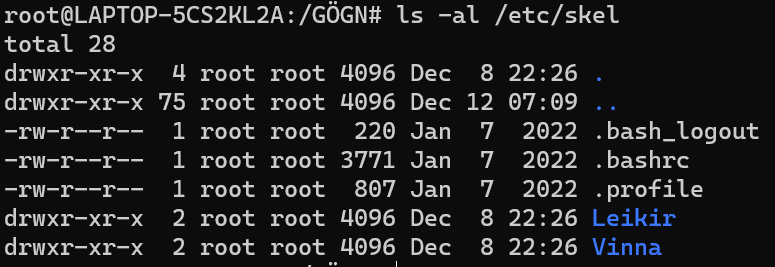 root@LAPTOP-5CS2KL2A:/GÖGN# ls -al /etc/skel
total 28
drwxr-xr-x  4 root root 4096 Dec  8 22:26 .
drwxr-xr-x 75 root root 4096 Dec 12 07:09 ..
-rw-r--r--  1 root root  220 Jan  7  2022 .bash_logout
-rw-r--r--  1 root root 3771 Jan  7  2022 .bashrc
-rw-r--r--  1 root root  807 Jan  7  2022 .profile
drwxr-xr-x  2 root root 4096 Dec  8 22:26 Leikir
drwxr-xr-x  2 root root 4096 Dec  8 22:26 Vinna